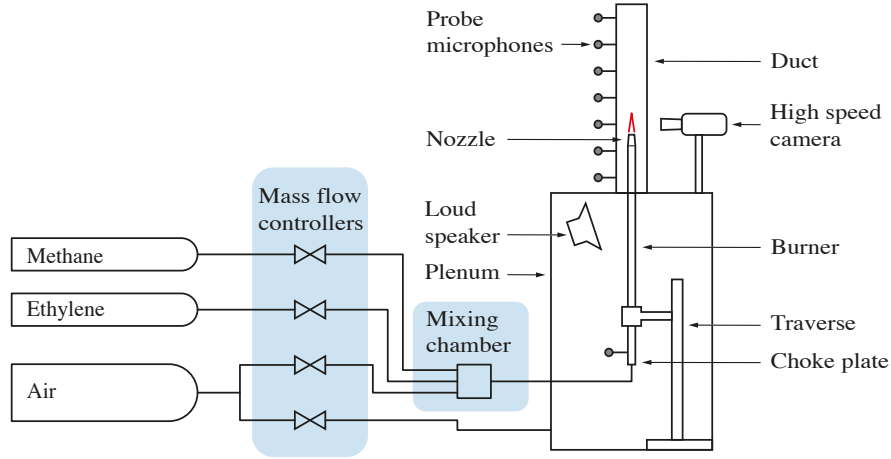 Probe
microphones
Duct
High speed
camera
Nozzle
Mass flow
controllers
Loud
speaker
Burner
Methane
Plenum
Ethylene
Mixing
chamber
Traverse
Choke plate
Air